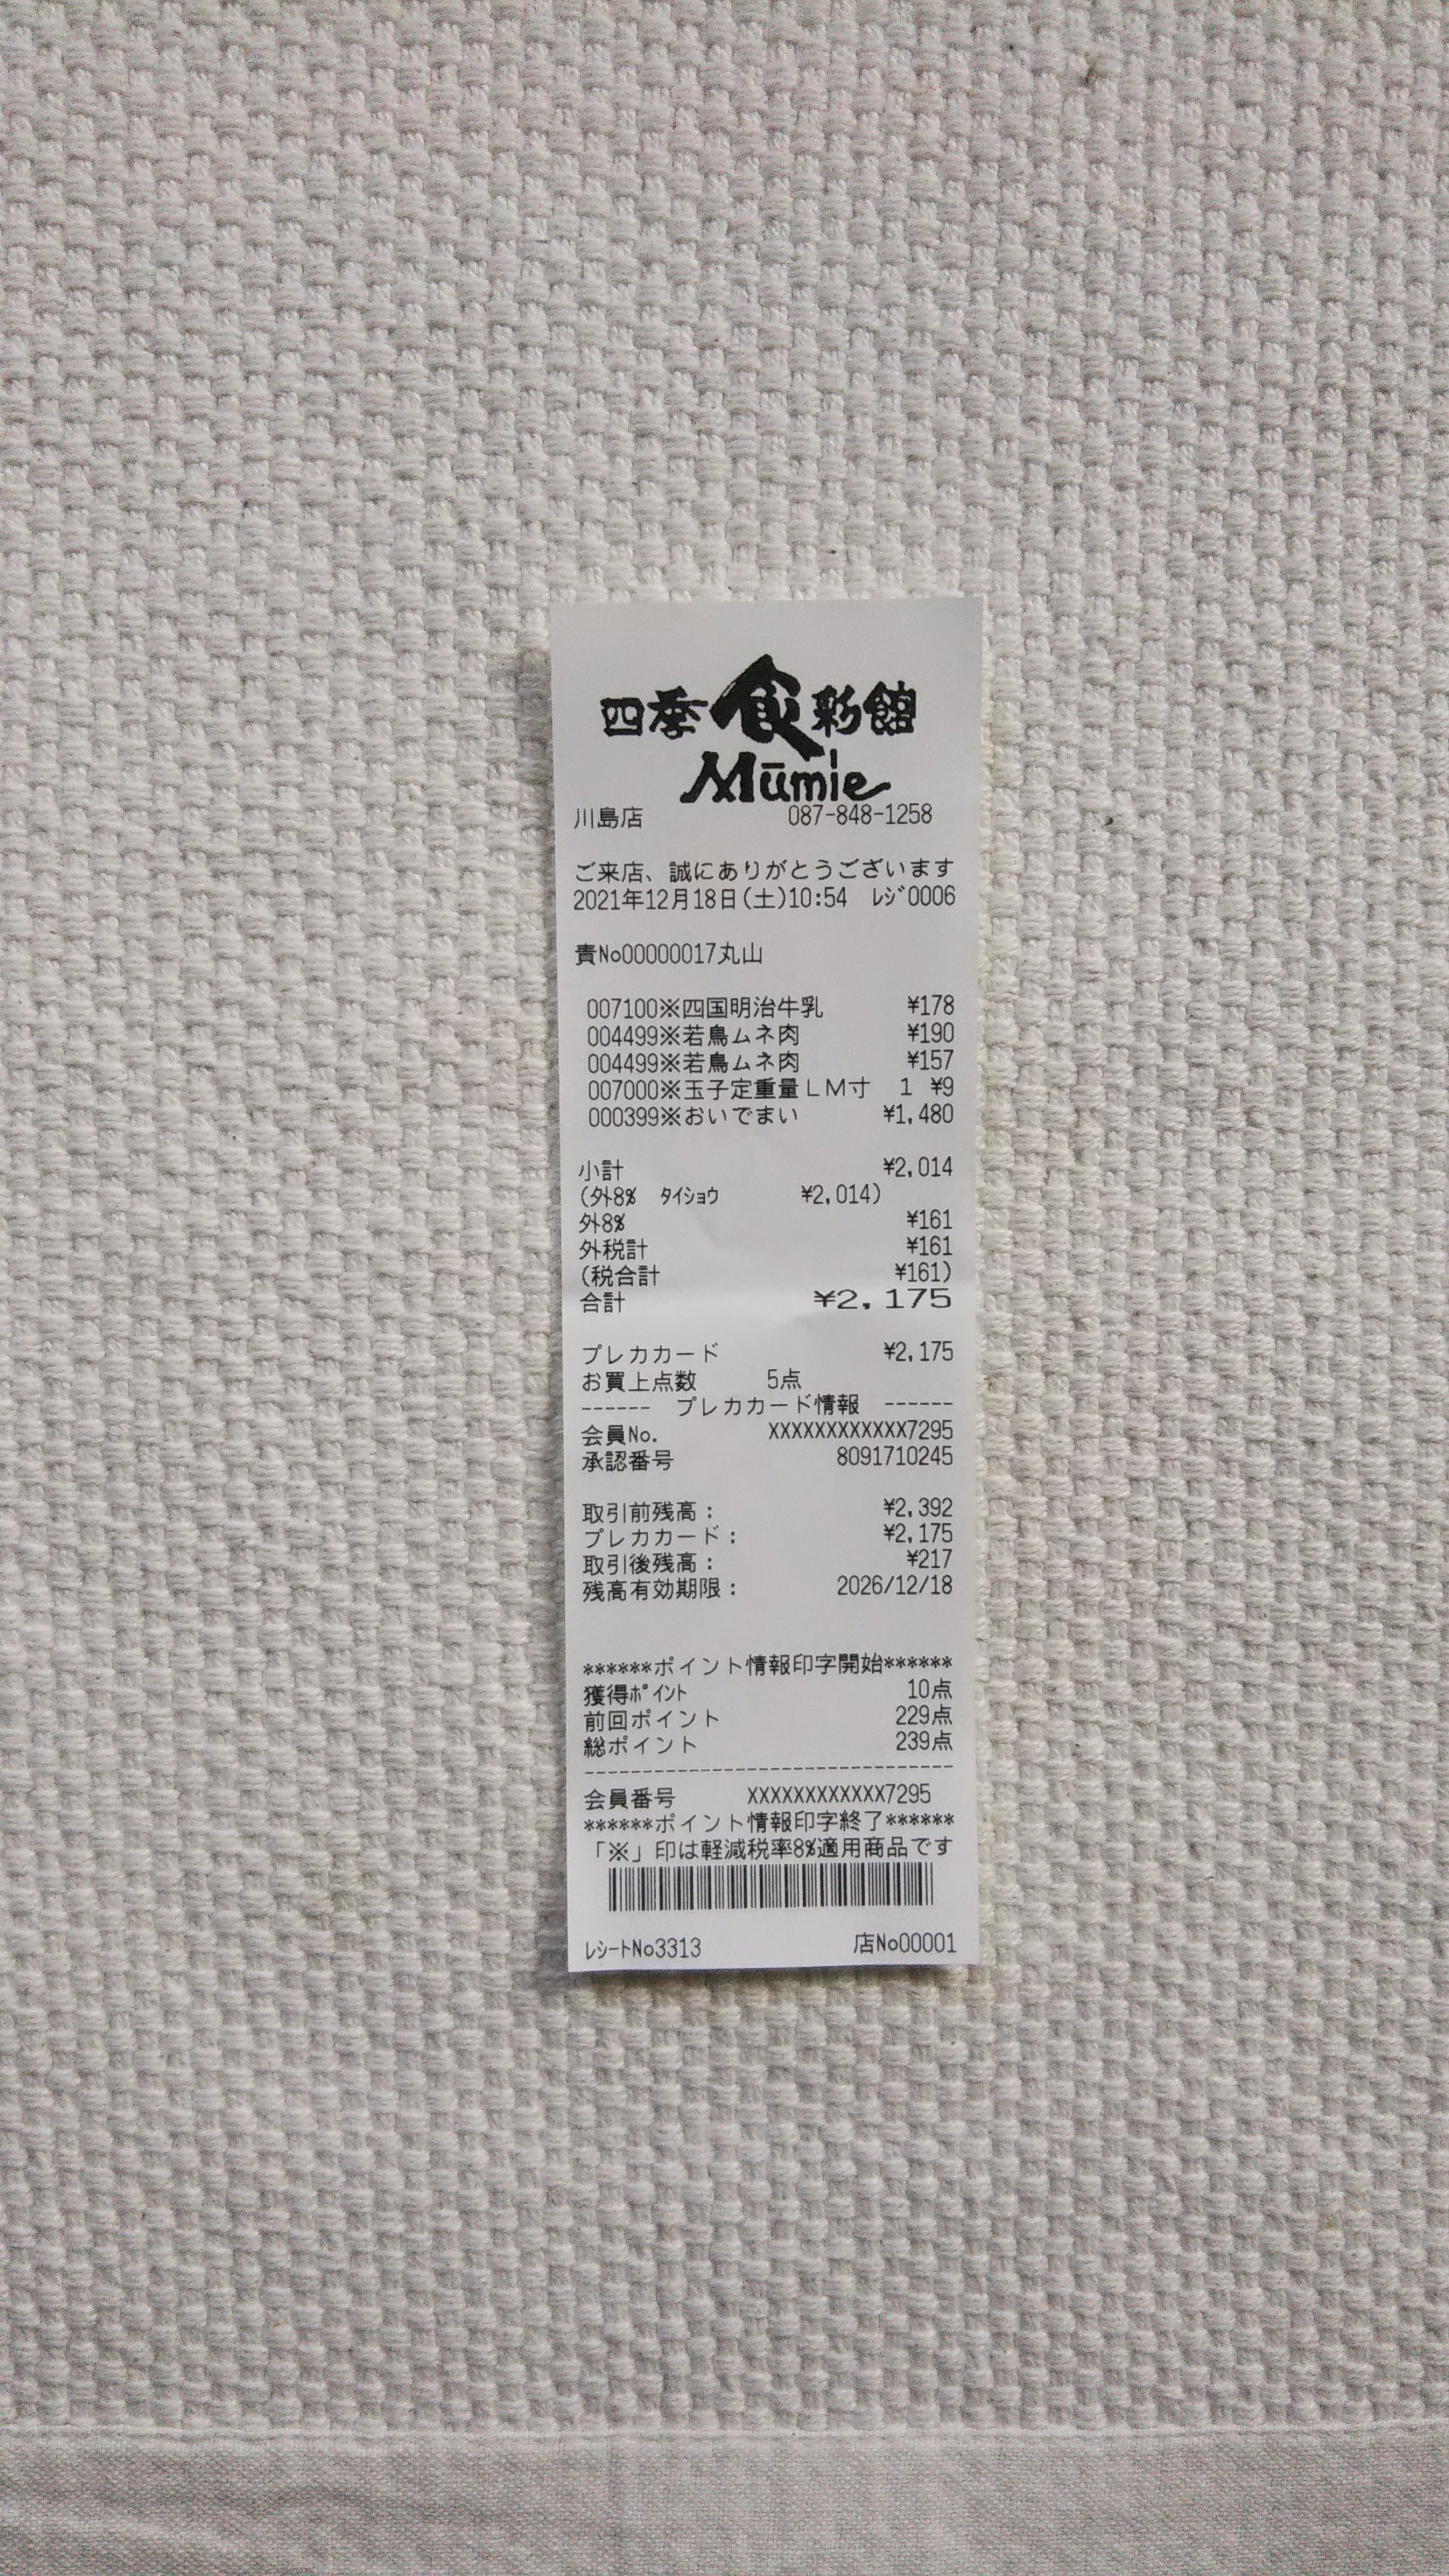 四季食彩館
Mūmie
川島店 087-848-1258
ご来店、誠にありがとうございます
2021年12月18日(土)10:54 ﾚｼﾞ0006
責No00000017丸山
007100※四国明治牛乳 ¥178
004499※若鳥ムネ肉 ¥190
004499※若鳥ムネ肉 ¥157
007000※玉子定重量ＬＭ寸 1 ¥9
000399※おいでまい ¥1,480
小計 ¥2,014
(外8% ﾀｲｼｮｳ ¥2,014)
外8% ¥161
外税計 ¥161
(税合計 ¥161)
合計 ¥2,175
プレカカード ¥2,175
お買上点数 5点
------ プレカカード情報 ------
会員No. XXXXXXXXXXXX7295
承認番号 8091710245
取引前残高： ¥2,392
プレカカード： ¥2,175
取引後残高： ¥217
残高有効期限： 2026/12/18
******ポイント情報印字開始******
獲得ﾎﾟｲﾝﾄ 10点
前回ポイント 229点
総ポイント 239点
--------------------------------
会員番号 XXXXXXXXXXXX7295
******ポイント情報印字終了******
「※」印は軽減税率8%適用商品です
ﾚｼｰﾄNo3313 店No00001